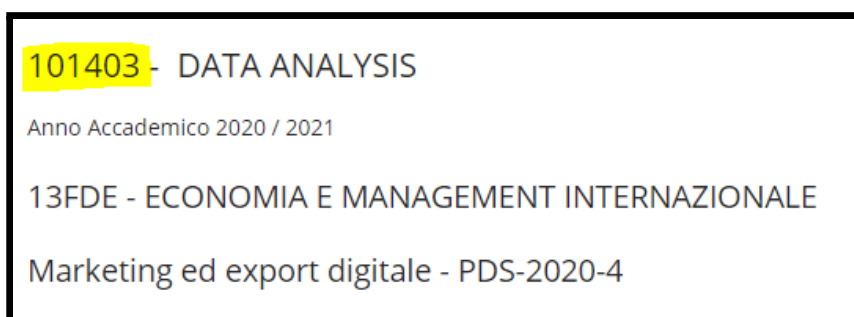 101403 - DATA ANALYSIS
Anno Accademico 2020 / 2021
13FDE - ECONOMIA E MANAGEMENT INTERNAZIONALE
Marketing ed export digitale - PDS-2020-4